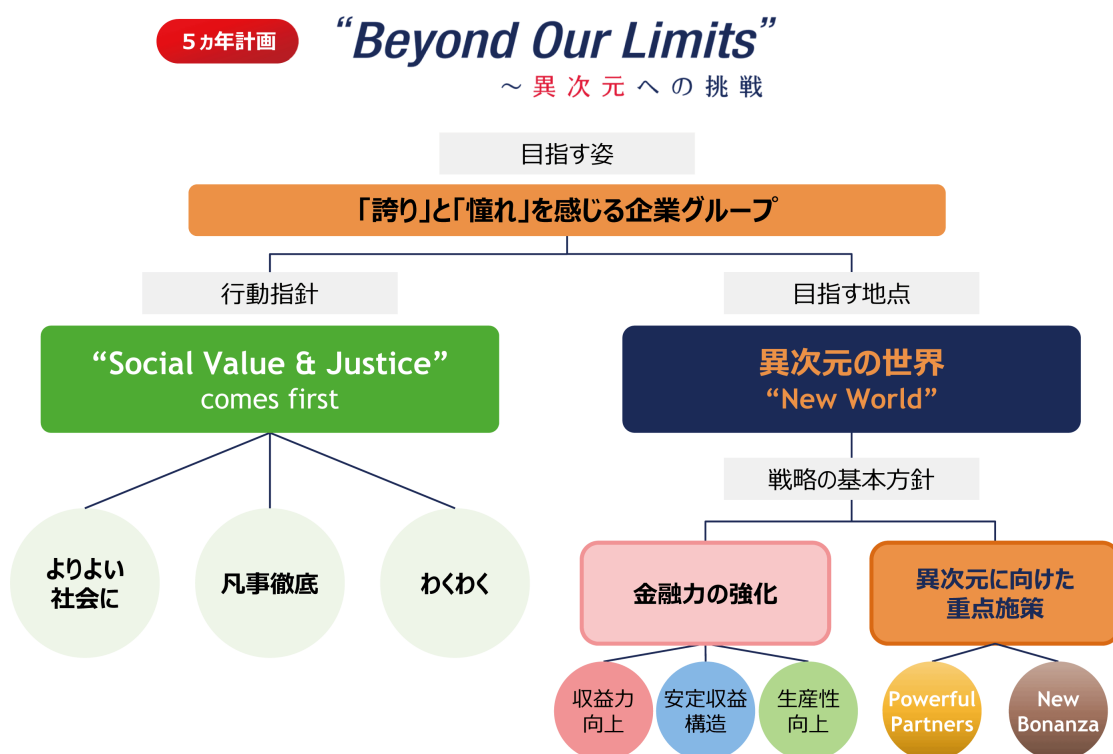 5ヵ年計画
“Beyond Our Limits”
～異次元への挑戦
目指す姿
「誇り」と「憧れ」を感じる企業グループ
行動指針
目指す地点
“Social Value & Justice”
comes first
異次元の世界
“New World”
戦略の基本方針
よりよい
社会に
凡事徹底
わくわく
金融力の強化
異次元に向けた
重点施策
収益力
向上
安定収益
構造
生産性
向上
Powerful
Partners
New
Bonanza